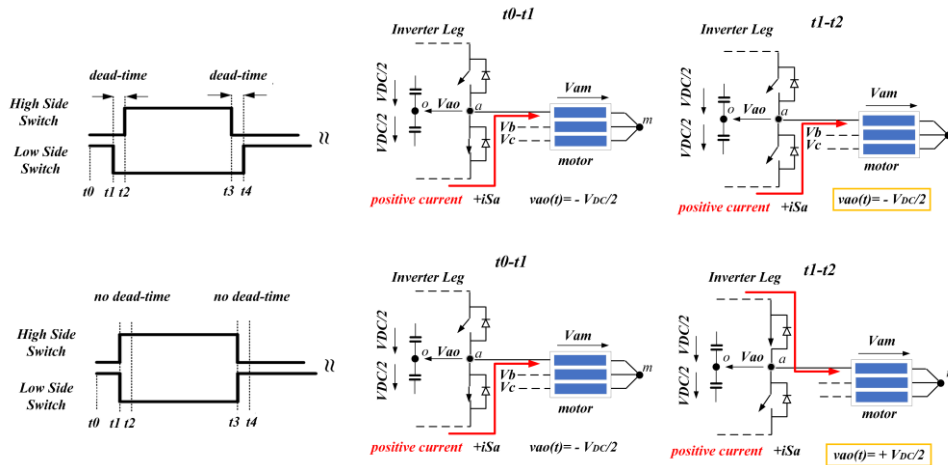 t0-t1
t1-t2
Inverter Leg
Inverter Leg
dead-time
dead-time
High Side
Switch
Low Side
Switch
t0
t1
t2
t3
t4
VDC/2
VDC/2
o
Vao
a
Vam
Vb
Vc
m
motor
positive current +iSa
vao(t)= - VDC/2
VDC/2
VDC/2
o
Vao
a
Vam
Vb
Vc
motor
positive current +iSa
vao(t)= - VDC/2
t0-t1
t1-t2
Inverter Leg
Inverter Leg
no dead-time
no dead-time
High Side
Switch
Low Side
Switch
t0
t1
t2
t3
t4
VDC/2
VDC/2
o
Vao
a
Vam
Vb
Vc
m
motor
positive current +iSa
vao(t)= - VDC/2
VDC/2
VDC/2
o
Vao
a
Vam
motor
positive current +iSa
vao(t)= + VDC/2